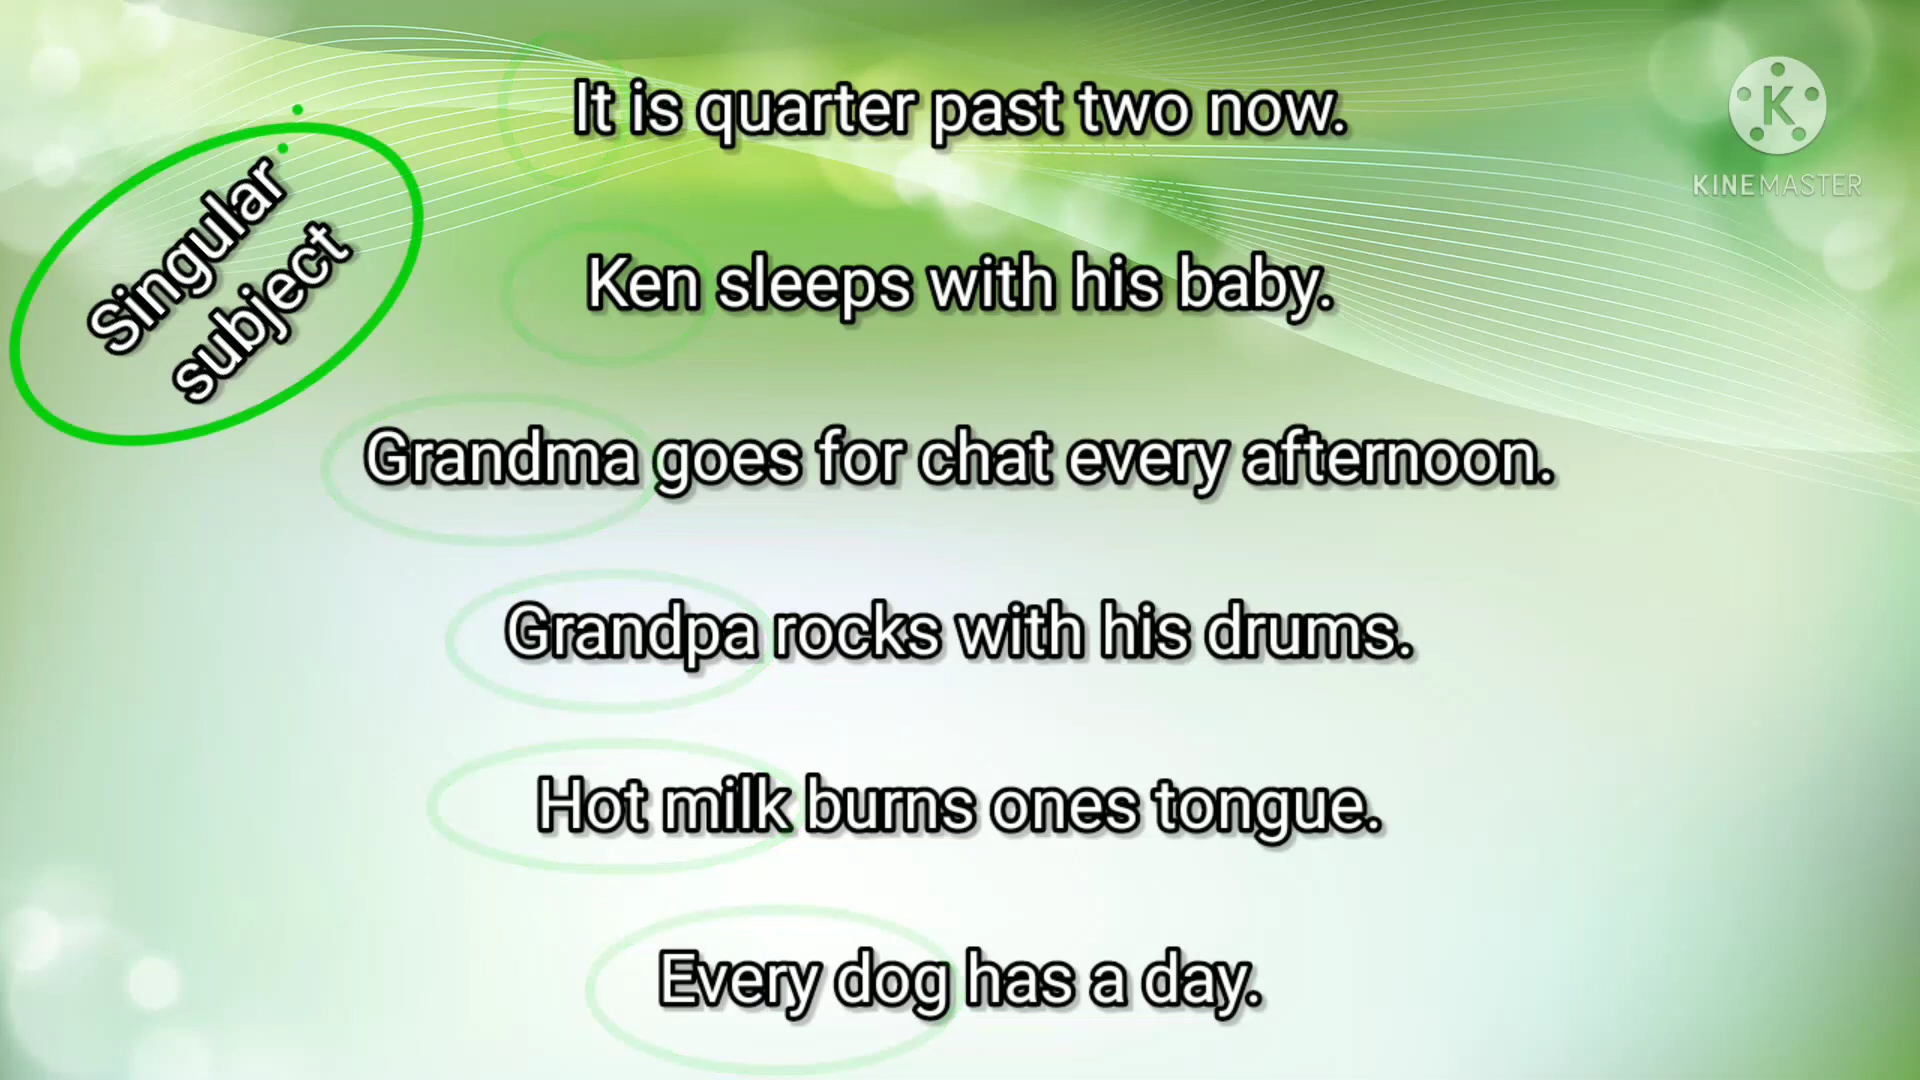 It is quarter past two now.
KINEMASTER
Singular
subject
Ken sleeps with his baby.
Grandma goes for chat every afternoon.
Grandpa rocks with his drums.
Hot milk burns ones tongue.
Every dog has a day.